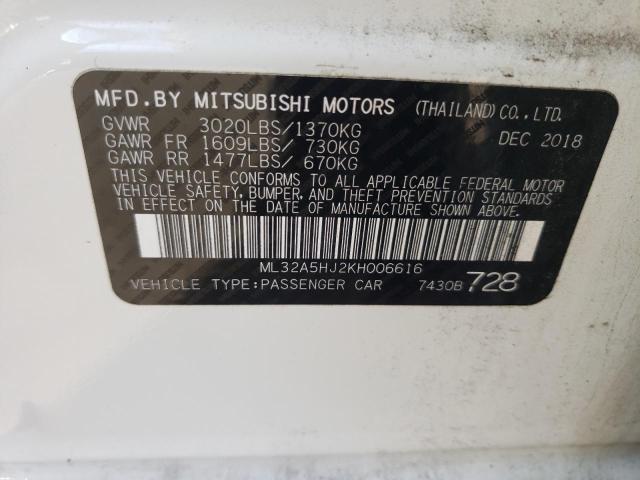 MFD.BY MITSUBISHI MOTORS (THAILAND)CO.,LTD.
GVWR 3020LBS/1370KG DEC 2018
GAWR FR 1609LBS/ 730KG
GAWR RR 1477LBS/ 670KG
THIS VEHICLE CONFORMS TO ALL APPLICABLE FEDERAL MOTOR
VEHICLE SAFETY, BUMPER, AND THEFT PREVENTION STANDARDS
IN EFFECT ON THE DATE OF MANUFACTURE SHOWN ABOVE.
ML32A5HJ2KH006616
VEHICLE TYPE:PASSENGER CAR 7430B 728